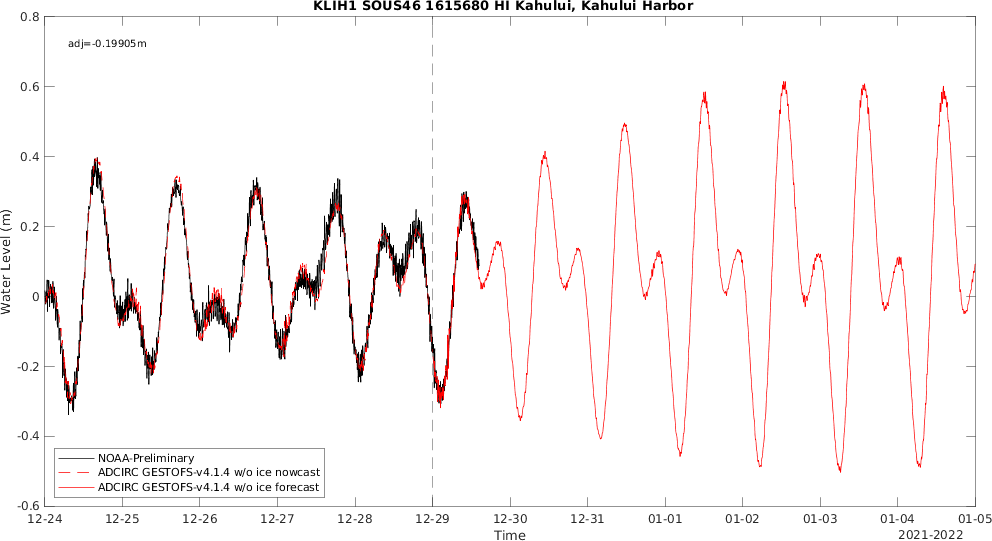 KLIH1 SOUS46 1615680 HI Kahului, Kahului Harbor
adj=-0.19905m
Water Level (m)
0.8
0.6
0.4
0.2
0
-0.2
-0.4
-0.6
NOAA-Preliminary
ADCIRC GESTOFS-v4.1.4 w/o ice nowcast
ADCIRC GESTOFS-v4.1.4 w/o ice forecast
12-24 12-25 12-26 12-27 12-28 12-29 12-30 12-31 01-01 01-02 01-03 01-04 01-05
Time
2021-2022